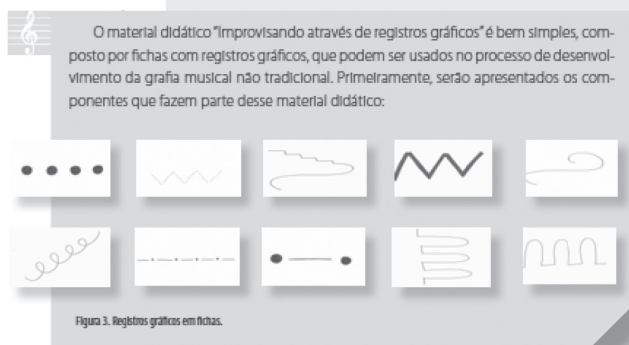 O material didático “Improvisando através de registros gráficos” é bem simples, com-
posto por fichas com registros gráficos, que podem ser usados no processo de desenvol-
vimento da grafia musical não tradicional. Primeiramente, serão apresentados os com-
ponentes que fazem parte desse material didático:
Figura 3. Registros gráficos em fichas.